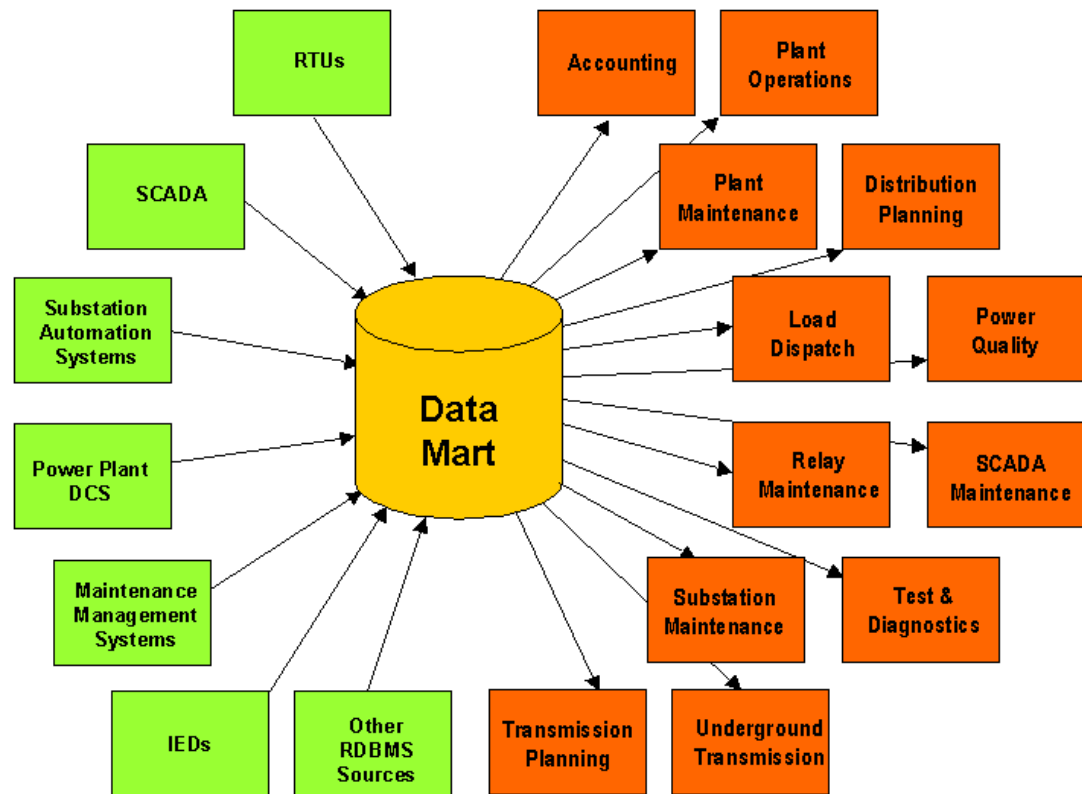 RTUs
Accounting
Plant
Operations
SCADA
Plant
Maintenance
Distribution
Planning
Substation
Automation
Systems
Load
Dispatch
Power
Quality
Data
Mart
Power Plant
DCS
Relay
Maintenance
SCADA
Maintenance
Maintenance
Management
Systems
Substation
Maintenance
Test &
Diagnostics
IEDs
Other
RDBMS
Sources
Transmission
Planning
Underground
Transmission